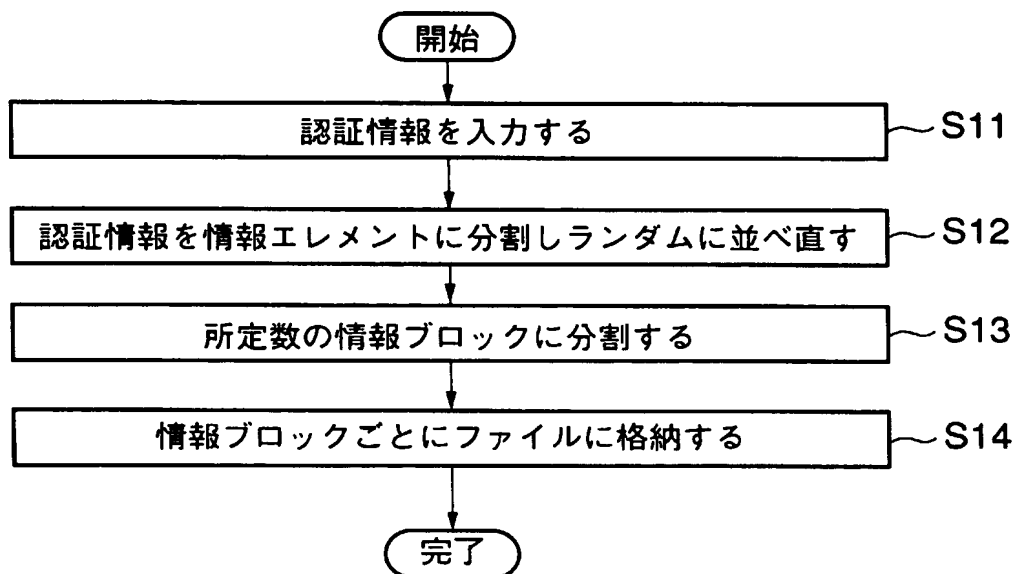 開始
認証情報を入力する
S11
認証情報を情報エレメントに分割しランダムに並べ直す
S12
所定数の情報ブロックに分割する
S13
情報ブロックごとにファイルに格納する
S14
完了